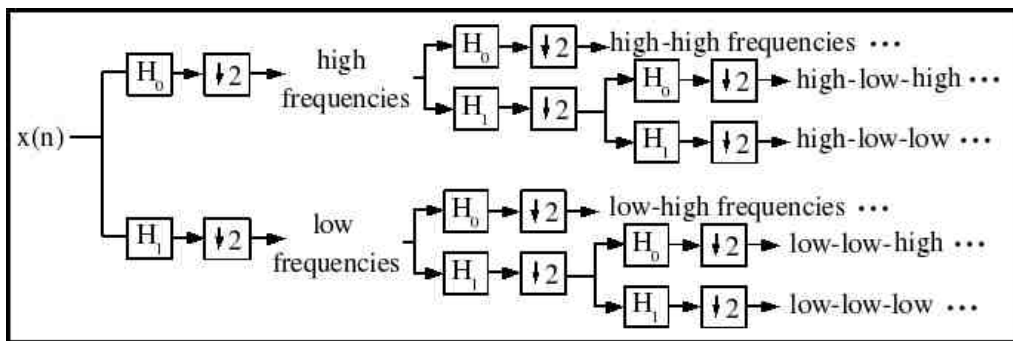 H₀ ↓2 high frequencies H₀ ↓2 high-high frequencies •••
H₁ ↓2 H₀ ↓2 high-low-high •••
H₁ ↓2 high-low-low •••
x(n)
H₁ ↓2 low frequencies H₀ ↓2 low-high frequencies •••
H₁ ↓2 H₀ ↓2 low-low-high •••
H₁ ↓2 low-low-low •••